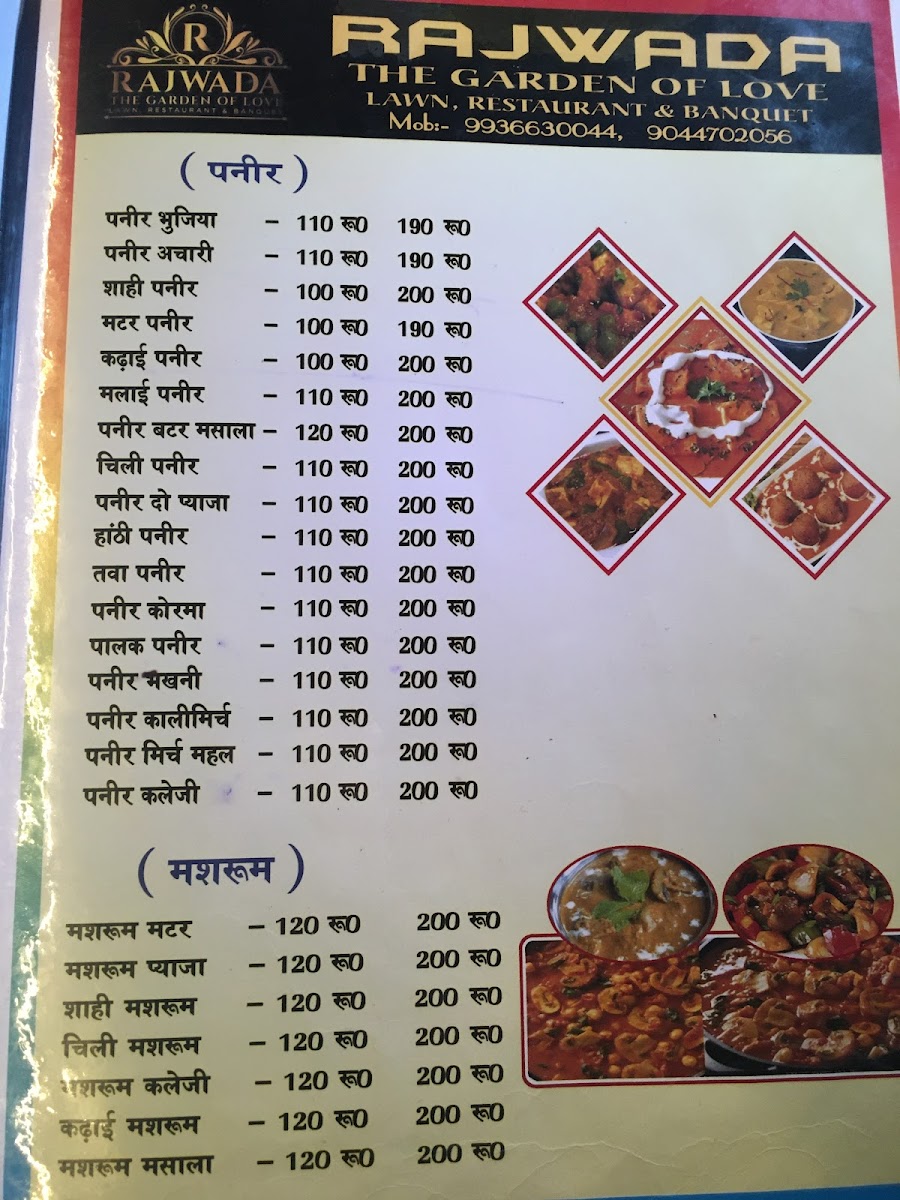 R
RAJWADA
THE GARDEN OF LOVE
LAWN, RESTAURANT & BANQUET
RAJWADA
THE GARDEN OF LOVE
LAWN, RESTAURANT & BANQUET
Mob:- 9936630044, 9044702056
( पनीर )
पनीर भुजिया – 110 रू0 190 रू0
पनीर अचारी – 110 रू0 190 रू0
शाही पनीर – 100 रू0 200 रू0
मटर पनीर – 100 रू0 190 रू0
कढ़ाई पनीर – 100 रू0 200 रू0
मलाई पनीर – 110 रू0 200 रू0
पनीर बटर मसाला – 120 रू0 200 रू0
चिली पनीर – 110 रू0 200 रू0
पनीर दो प्याजा – 110 रू0 200 रू0
हांठी पनीर – 110 रू0 200 रू0
तवा पनीर – 110 रू0 200 रू0
पनीर कोरमा – 110 रू0 200 रू0
पालक पनीर – 110 रू0 200 रू0
पनीर मखनी – 110 रू0 200 रू0
पनीर कालीमिर्च – 110 रू0 200 रू0
पनीर मिर्च महल – 110 रू0 200 रू0
पनीर कलेजी – 110 रू0 200 रू0
( मशरूम )
मशरूम मटर – 120 रू0 200 रू0
मशरूम प्याजा – 120 रू0 200 रू0
शाही मशरूम – 120 रू0 200 रू0
चिली मशरूम – 120 रू0 200 रू0
मशरूम कलेजी – 120 रू0 200 रू0
कढ़ाई मशरूम – 120 रू0 200 रू0
मशरूम मसाला – 120 रू0 200 रू0